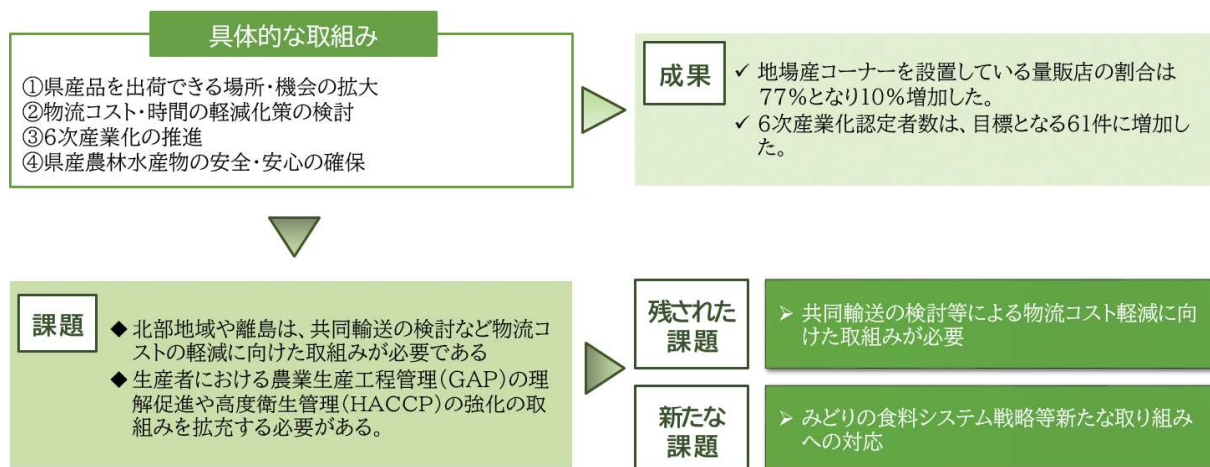 具体的な取組み
①県産品を出荷できる場所・機会の拡大
②物流コスト・時間の軽減化策の検討
③6次産業化の推進
④県産農林水産物の安全・安心の確保
成果
✓ 地場産コーナーを設置している量販店の割合は
77%となり10%増加した。
✓ 6次産業化認定者数は、目標となる61件に増加し
た。
課題
◆ 北部地域や離島は、共同輸送の検討など物流コ
ストの軽減に向けた取組みが必要である
◆ 生産者における農業生産工程管理(GAP)の理
解促進や高度衛生管理(HACCP)の強化の取
組みを拡充する必要がある。
残された
課題
➢ 共同輸送の検討等による物流コスト軽減に向
けた取組みが必要
新たな
課題
➢ みどりの食料システム戦略等新たな取り組み
への対応